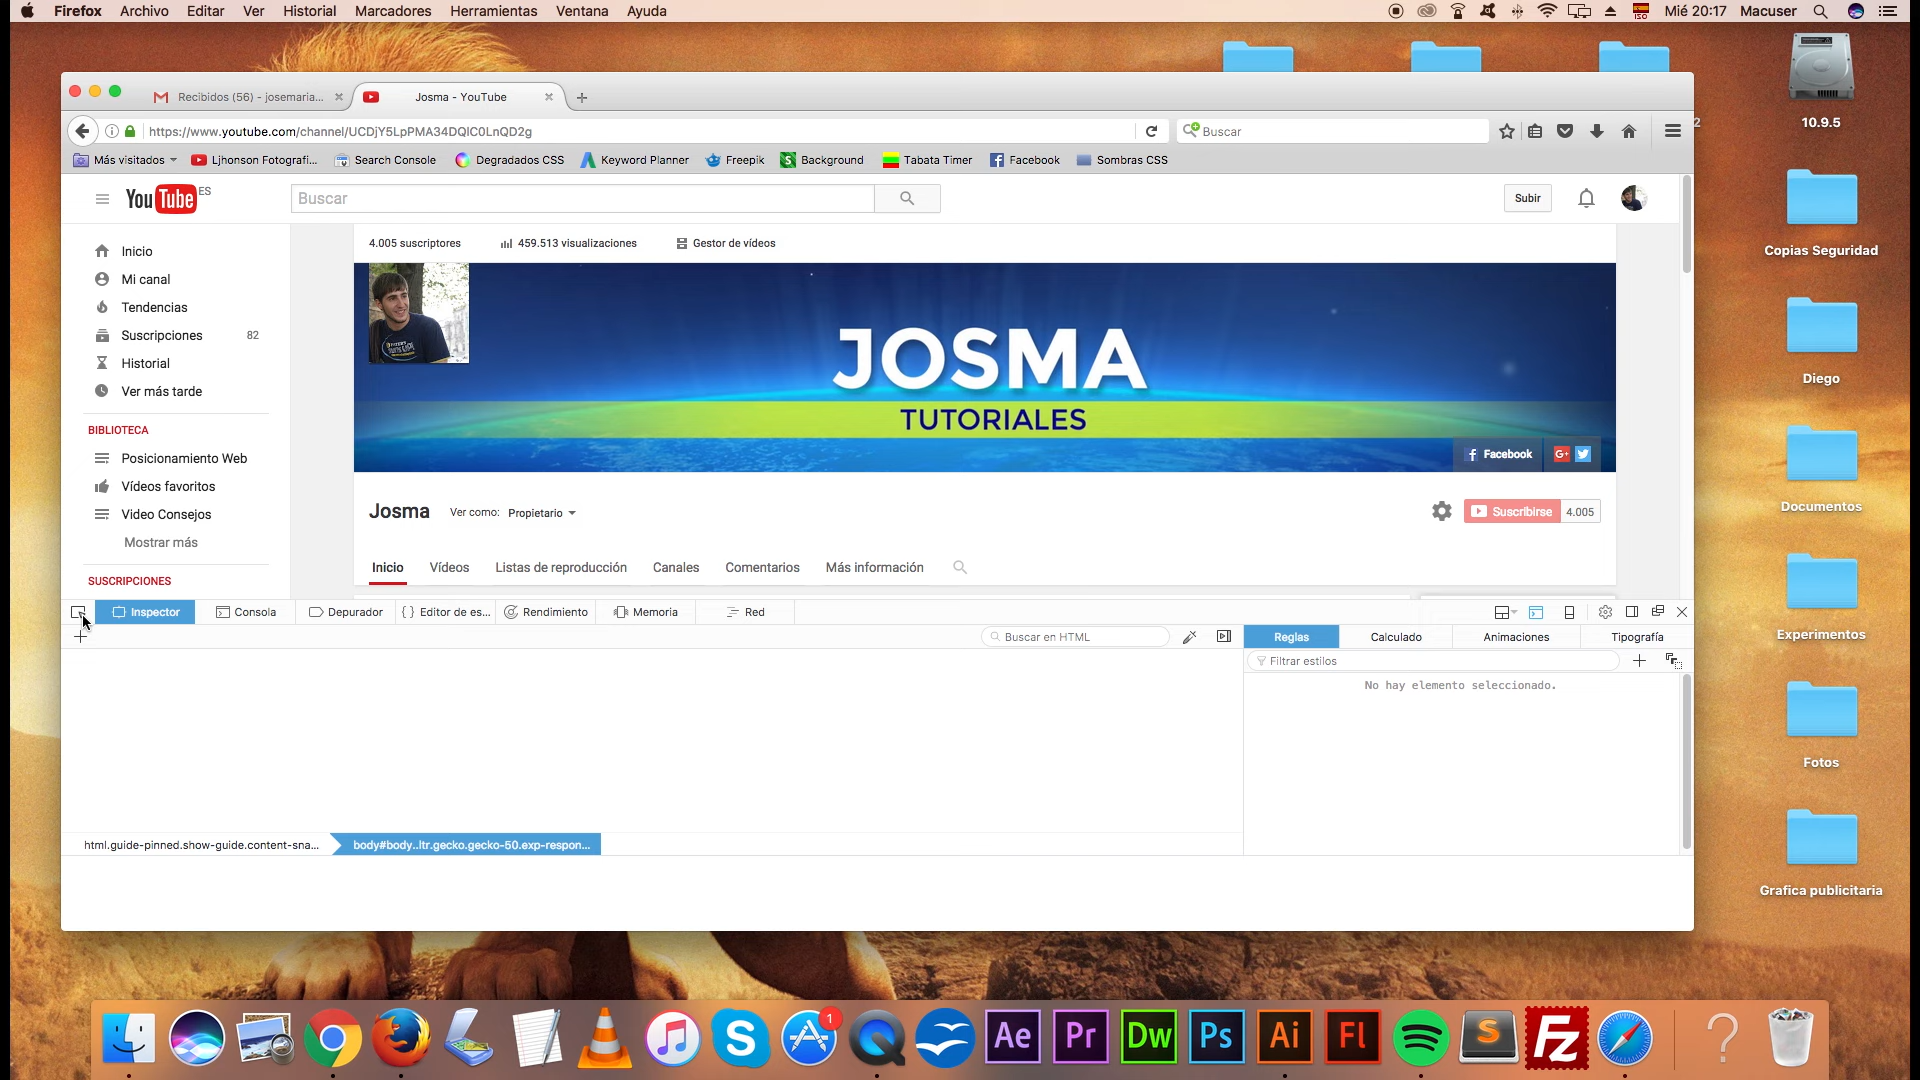 Firefox Archivo Editar Ver Historial Marcadores Herramientas Ventana Ayuda
ISO Mié 20:17 Macuser
Recibidos (56) - josemaria... Josma - YouTube
https://www.youtube.com/channel/UCDjY5LpPMA34DQIC0LnQD2g
Buscar
Más visitados Ljhonson Fotografi... Search Console Degradados CSS Keyword Planner Freepik Background Tabata Timer Facebook Sombras CSS
YouTube ES
Buscar
Subir
Inicio
Mi canal
Tendencias
Suscripciones 82
Historial
Ver más tarde
BIBLIOTECA
Posicionamiento Web
Vídeos favoritos
Video Consejos
Mostrar más
SUSCRIPCIONES
4.005 suscriptores 459.513 visualizaciones Gestor de vídeos
JOSMA
TUTORIALES
Facebook G+
Josma Ver como: Propietario
Suscribirse 4.005
Inicio Vídeos Listas de reproducción Canales Comentarios Más información
Inspector Consola Depurador Editor de es... Rendimiento Memoria Red
Buscar en HTML
Reglas Calculado Animaciones Tipografía
Filtrar estilos
No hay elemento seleccionado.
html.guide-pinned.show-guide.content-sna... body#body..ltr.gecko.gecko-50.exp-respon...
10.9.5
2
Copias Seguridad
Diego
Documentos
Experimentos
Fotos
Grafica publicitaria
1
S Ae Pr Dw Ps Ai Fl S Fz ?